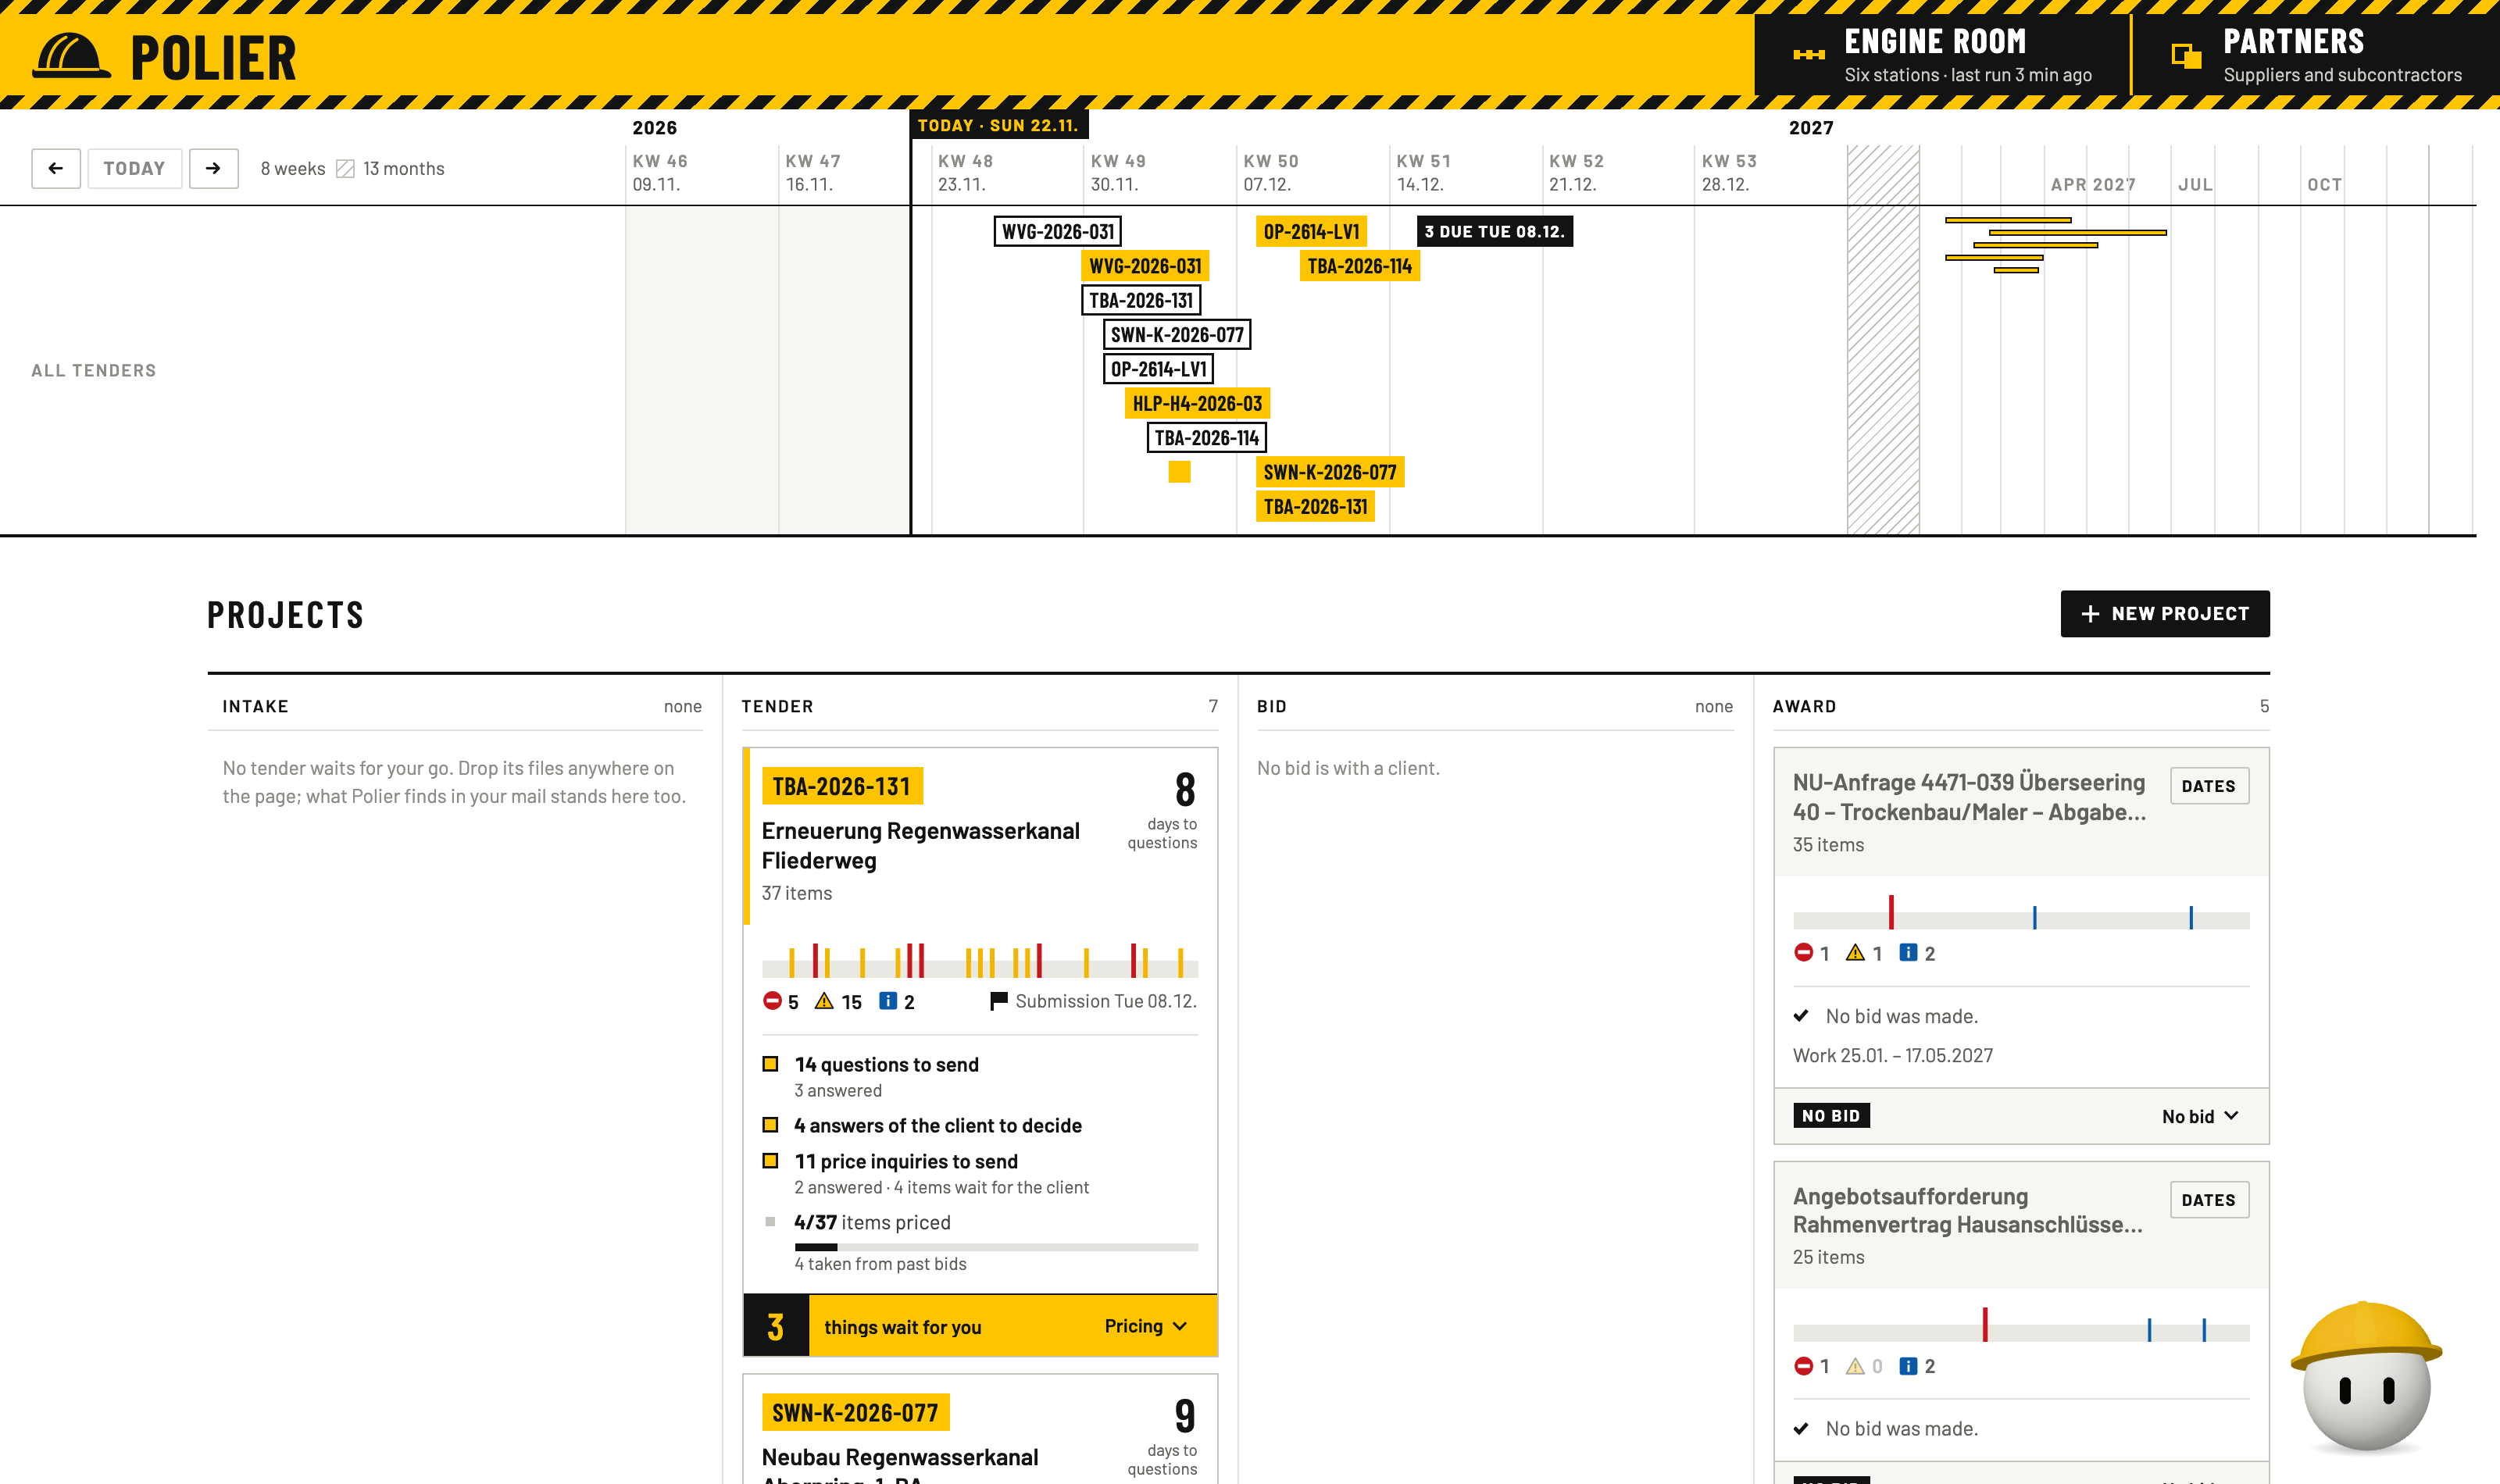 POLIER
ENGINE ROOM
Six stations · last run 3 min ago
PARTNERS
Suppliers and subcontractors
2026
TODAY · SUN 22.11.
2027
TODAY
8 weeks
13 months
KW 46
09.11.
KW 47
16.11.
KW 48
23.11.
KW 49
30.11.
KW 50
07.12.
KW 51
14.12.
KW 52
21.12.
KW 53
28.12.
APR 2027
JUL
OCT
ALL TENDERS
WVG-2026-031
OP-2614-LV1
3 DUE TUE 08.12.
WVG-2026-031
TBA-2026-114
TBA-2026-131
SWN-K-2026-077
OP-2614-LV1
HLP-H4-2026-03
TBA-2026-114
SWN-K-2026-077
TBA-2026-131
PROJECTS
NEW PROJECT
INTAKE
none
No tender waits for your go. Drop its files anywhere on
the page; what Polier finds in your mail stands here too.
TENDER
7
TBA-2026-131
8
days to
questions
Erneuerung Regenwasserkanal
Fliederweg
37 items
5
15
2
Submission Tue 08.12.
14 questions to send
3 answered
4 answers of the client to decide
11 price inquiries to send
2 answered · 4 items wait for the client
4/37 items priced
4 taken from past bids
3
things wait for you
Pricing
SWN-K-2026-077
9
days to
questions
Neubau Regenwasserkanal
BID
none
No bid is with a client.
AWARD
5
NU-Anfrage 4471-039 Überseering
40 – Trockenbau/Maler – Abgabe...
DATES
35 items
1
1
2
No bid was made.
Work 25.01. – 17.05.2027
NO BID
No bid
Angebotsaufforderung
Rahmenvertrag Hausanschlüsse...
DATES
25 items
1
0
2
No bid was made.